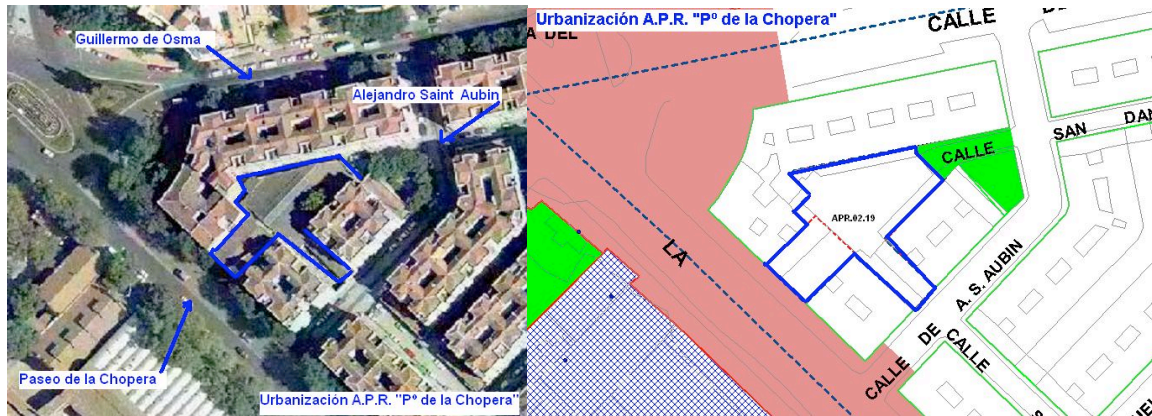 Guillermo de Osma
Alejandro Saint Aubin
Paseo de la Chopera
Urbanización A.P.R. "Pº de la Chopera"
Urbanización A.P.R. "Pº de la Chopera"
A DEL
CALLE
SAN DAN
CALLE
APR.02.19
LA
CALLE DE A. S. AUBIN
CALLE